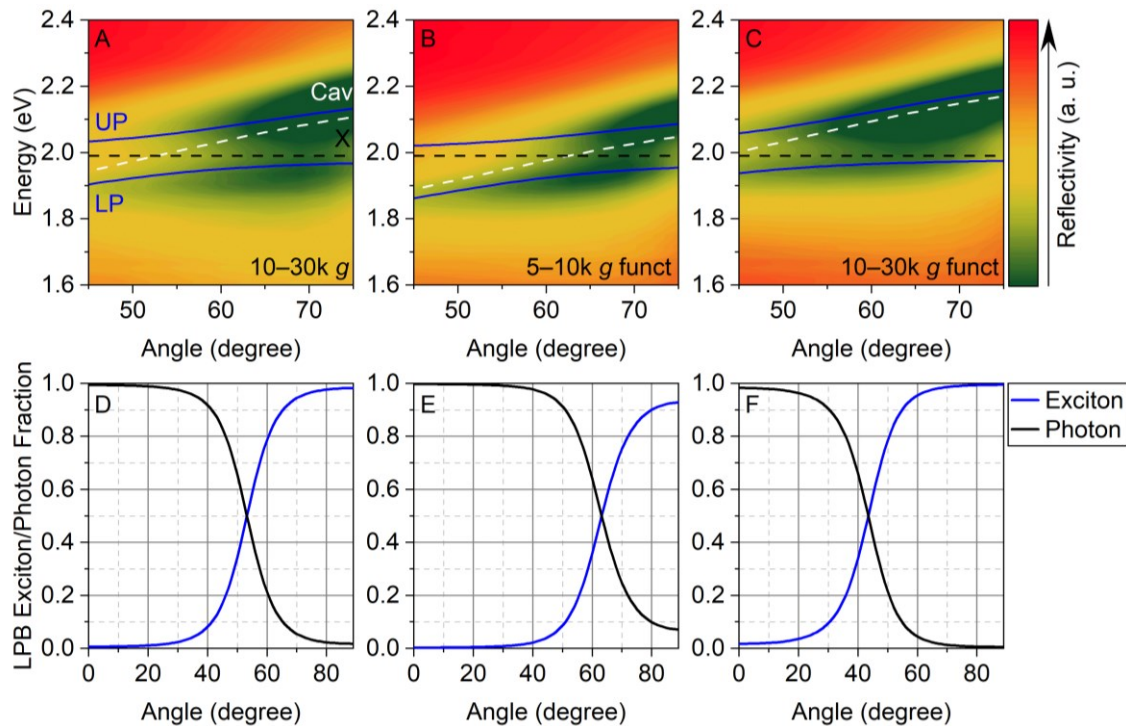 A
B
C
2.4
2.2
2.0
1.8
1.6
Energy (eV)
UP
LP
Cav
X
10–30k g
5–10k g funct
10–30k g funct
50 60 70
50 60 70
50 60 70
Angle (degree)
Angle (degree)
Angle (degree)
2.4
2.2
2.0
1.8
1.6
2.4
2.2
2.0
1.8
1.6
Reflectivity (a. u.)
D
E
F
1.0
0.8
0.6
0.4
0.2
0.0
LPB Exciton/Photon Fraction
1.0
0.8
0.6
0.4
0.2
0.0
1.0
0.8
0.6
0.4
0.2
0.0
Exciton
Photon
0 20 40 60 80
0 20 40 60 80
0 20 40 60 80
Angle (degree)
Angle (degree)
Angle (degree)